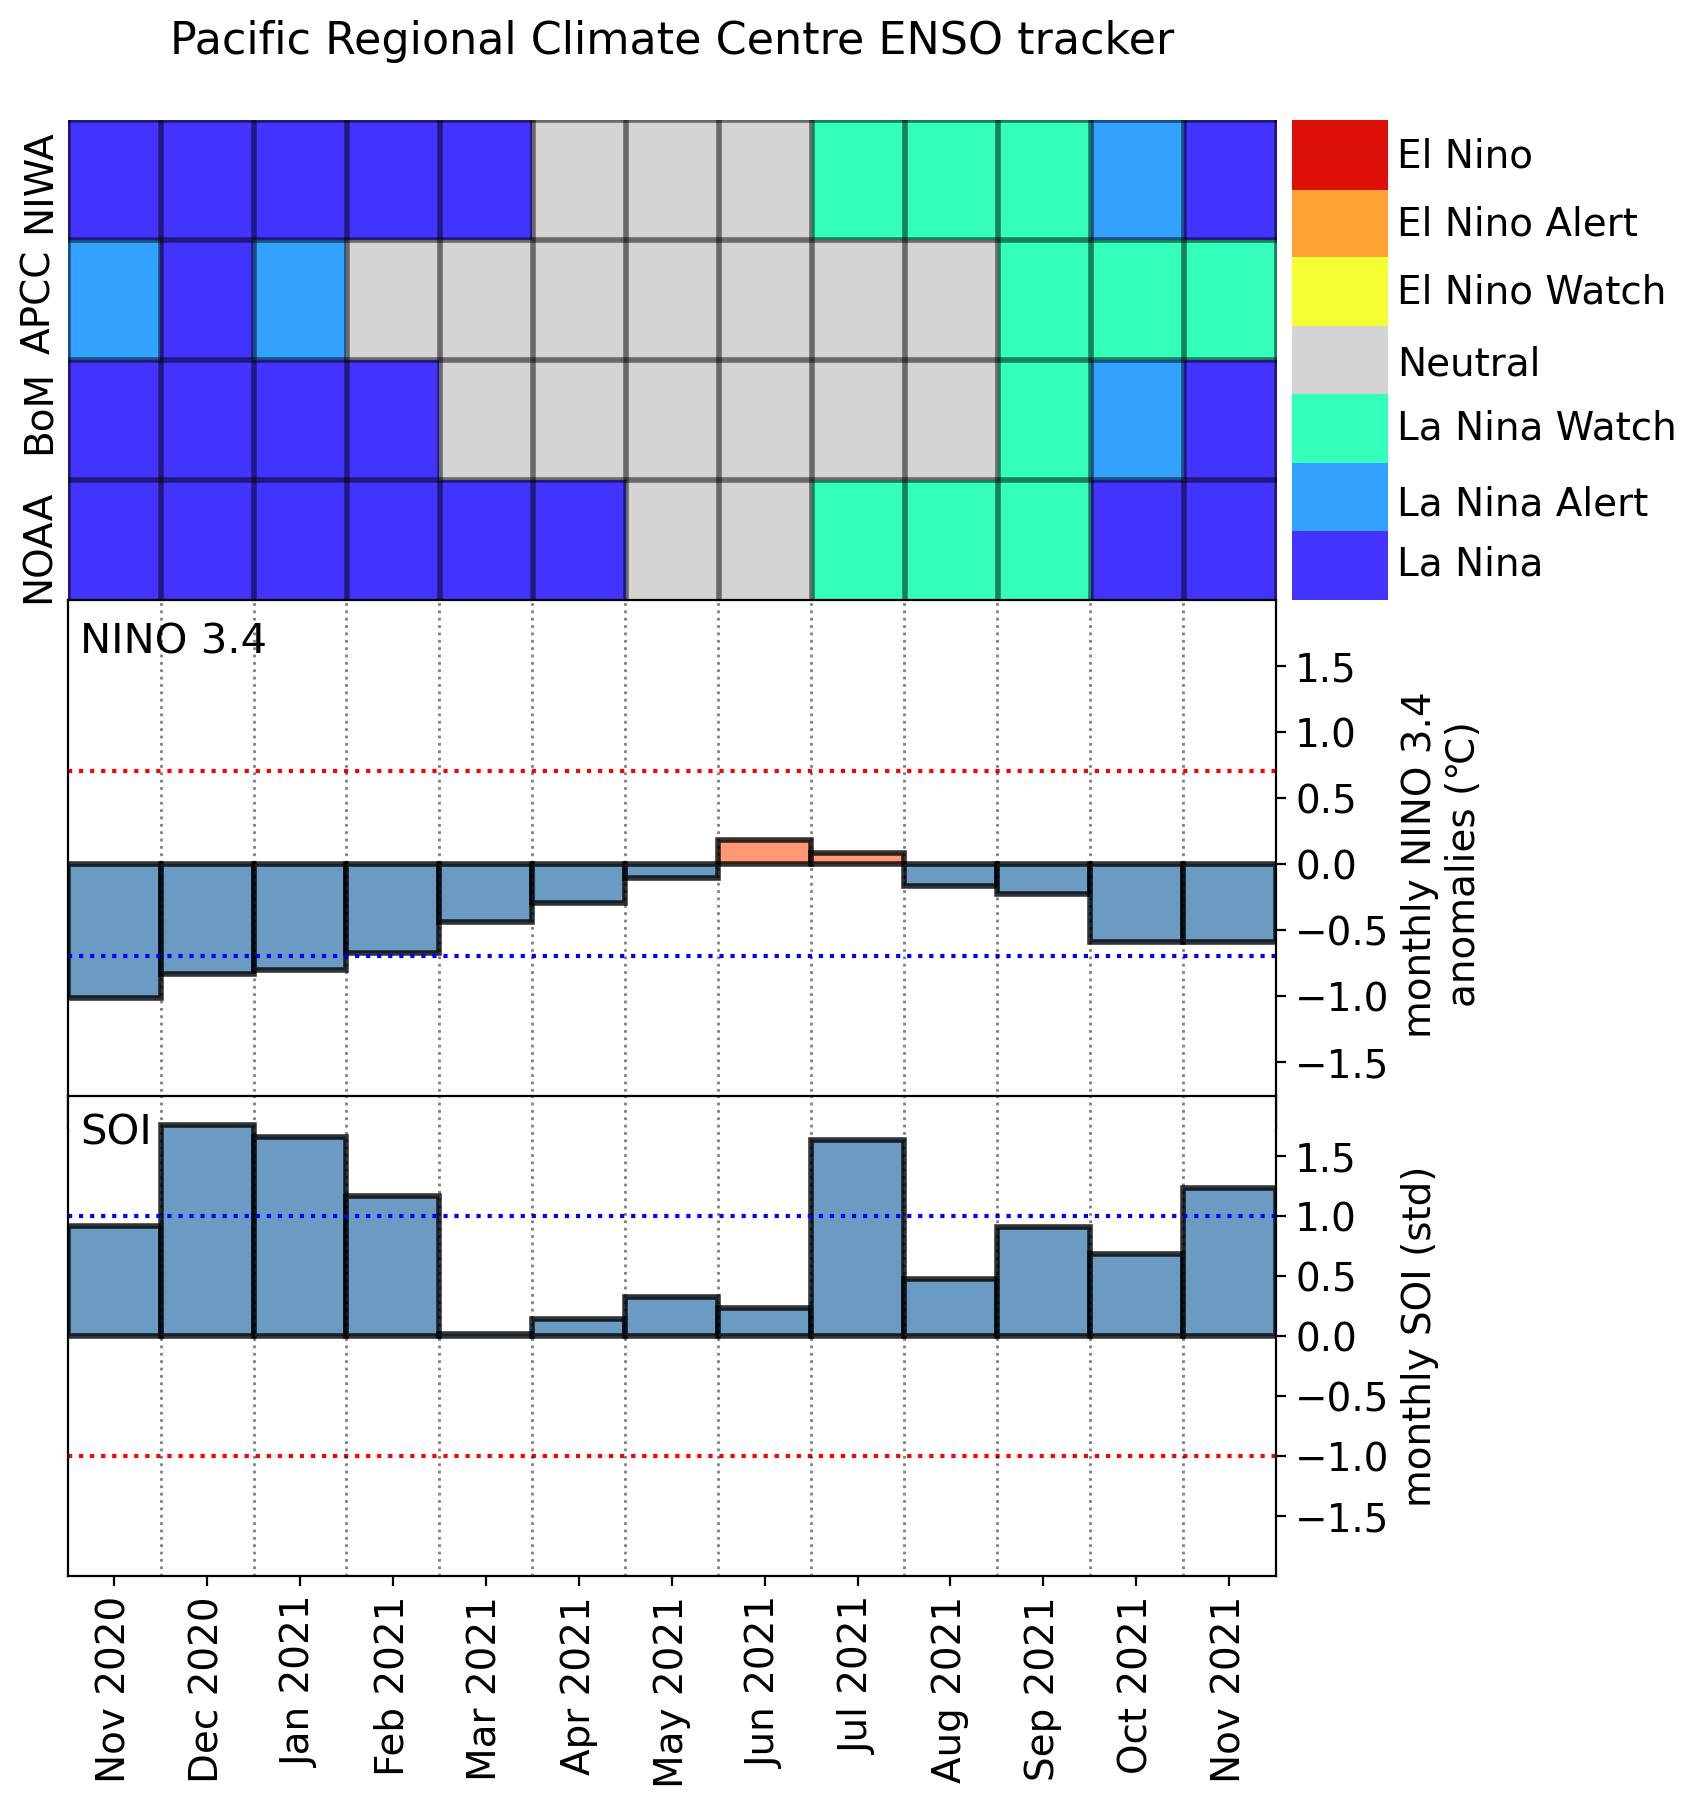 Pacific Regional Climate Centre ENSO tracker
NIWA
APCC
BoM
NOAA
El Nino
El Nino Alert
El Nino Watch
Neutral
La Nina Watch
La Nina Alert
La Nina
NINO 3.4
1.5
1.0
0.5
0.0
−0.5
−1.0
−1.5
monthly NINO 3.4
anomalies (°C)
SOI
1.5
1.0
0.5
0.0
−0.5
−1.0
−1.5
monthly SOI (std)
Nov 2020
Dec 2020
Jan 2021
Feb 2021
Mar 2021
Apr 2021
May 2021
Jun 2021
Jul 2021
Aug 2021
Sep 2021
Oct 2021
Nov 2021